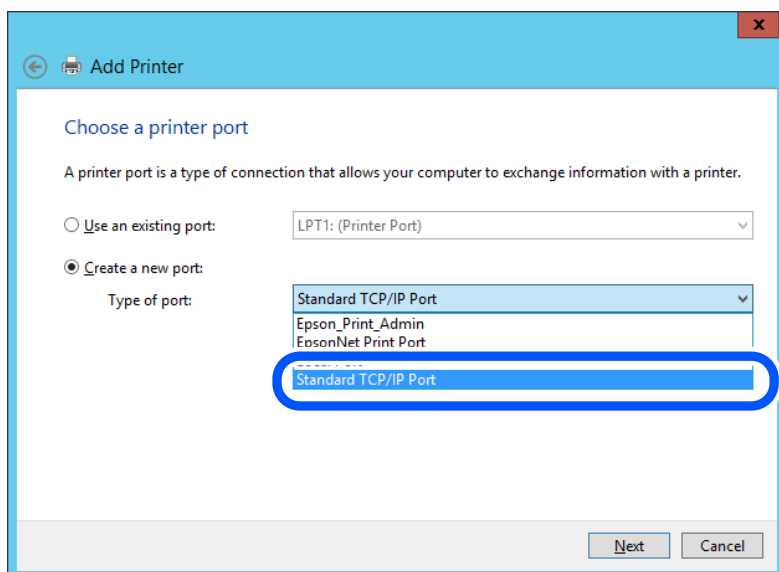 x
Add Printer
Choose a printer port
A printer port is a type of connection that allows your computer to exchange information with a printer.
Use an existing port: LPT1: (Printer Port)
Create a new port:
Type of port: Standard TCP/IP Port
Epson_Print_Admin
EpsonNet Print Port
Standard TCP/IP Port
Next Cancel